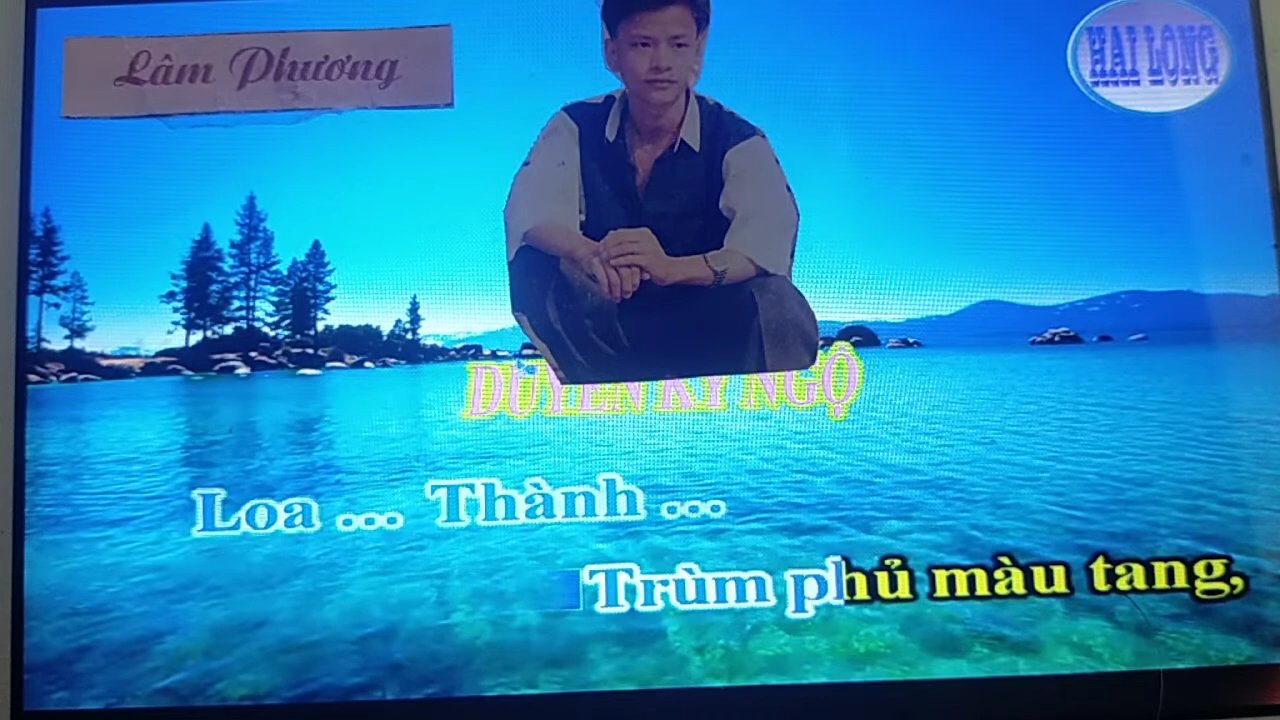 Lâm Phương
HAI LONG
DUYÊN KỲ NGỘ
Loa ... Thành ...
Trùm phủ màu tang,